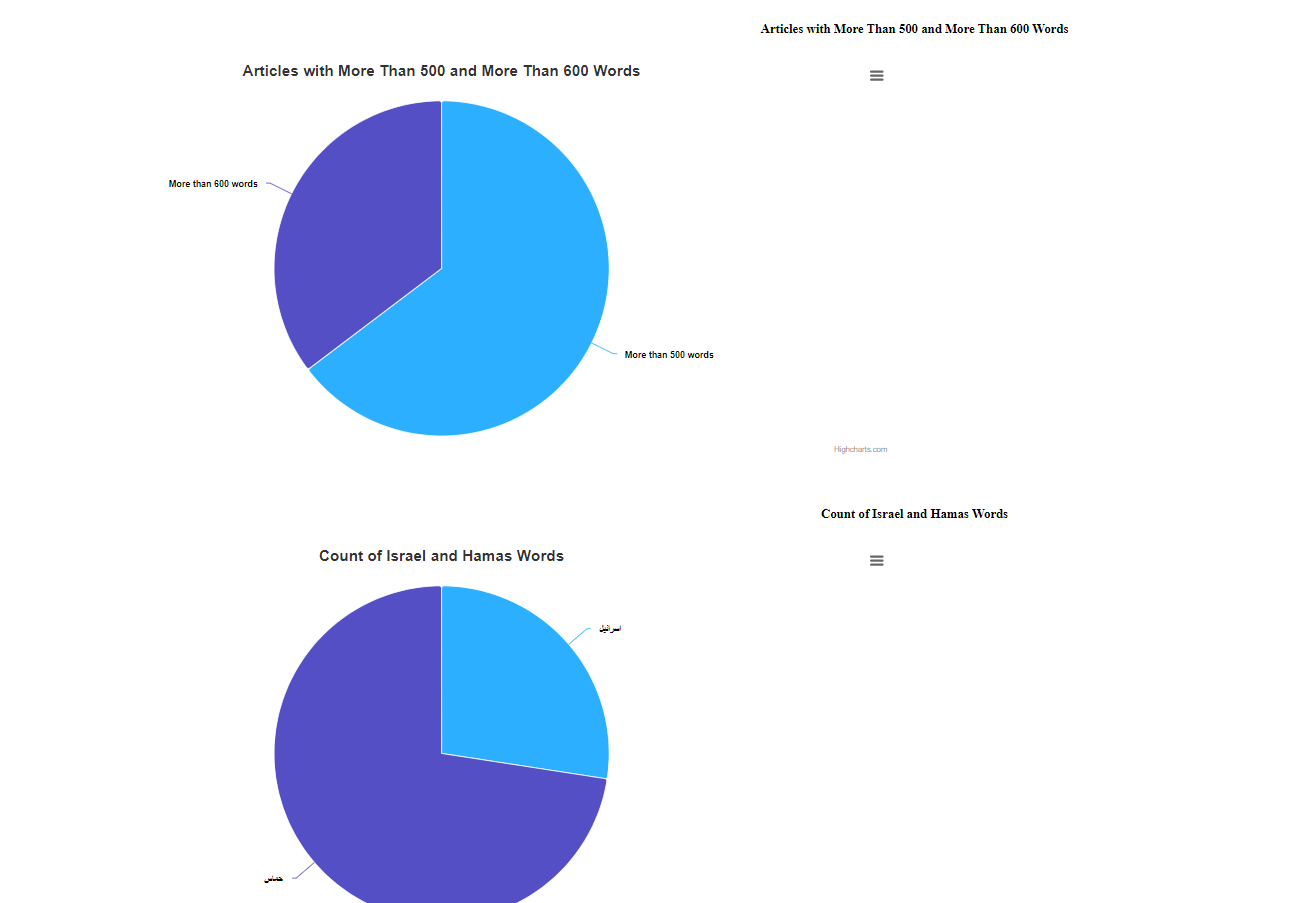 Articles with More Than 500 and More Than 600 Words
Articles with More Than 500 and More Than 600 Words
More than 600 words
More than 500 words
Highcharts.com
Count of Israel and Hamas Words
Count of Israel and Hamas Words
اسرائيل
حماس